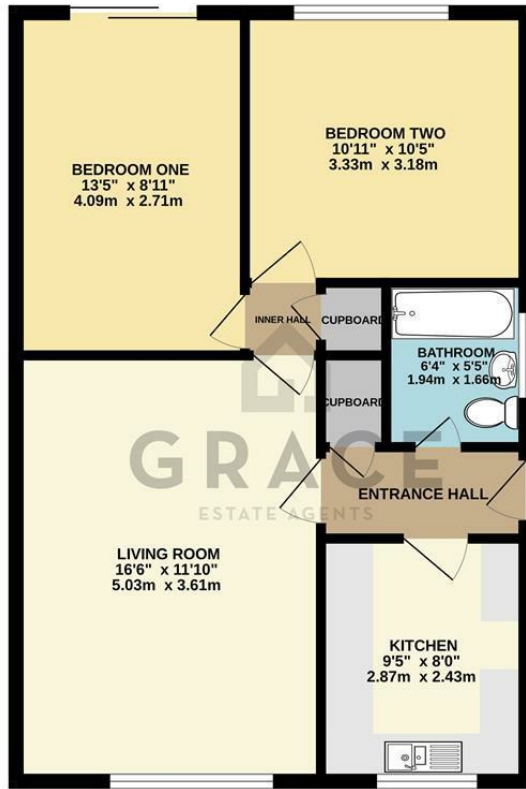 BEDROOM ONE
13'5" x 8'11"
4.09m x 2.71m
BEDROOM TWO
10'11" x 10'5"
3.33m x 3.18m
INNER HALL
CUPBOARD
BATHROOM
6'4" x 5'5"
1.94m x 1.66m
CUPBOARD
GRACE
ESTATE AGENTS
ENTRANCE HALL
LIVING ROOM
16'6" x 11'10"
5.03m x 3.61m
KITCHEN
9'5" x 8'0"
2.87m x 2.43m